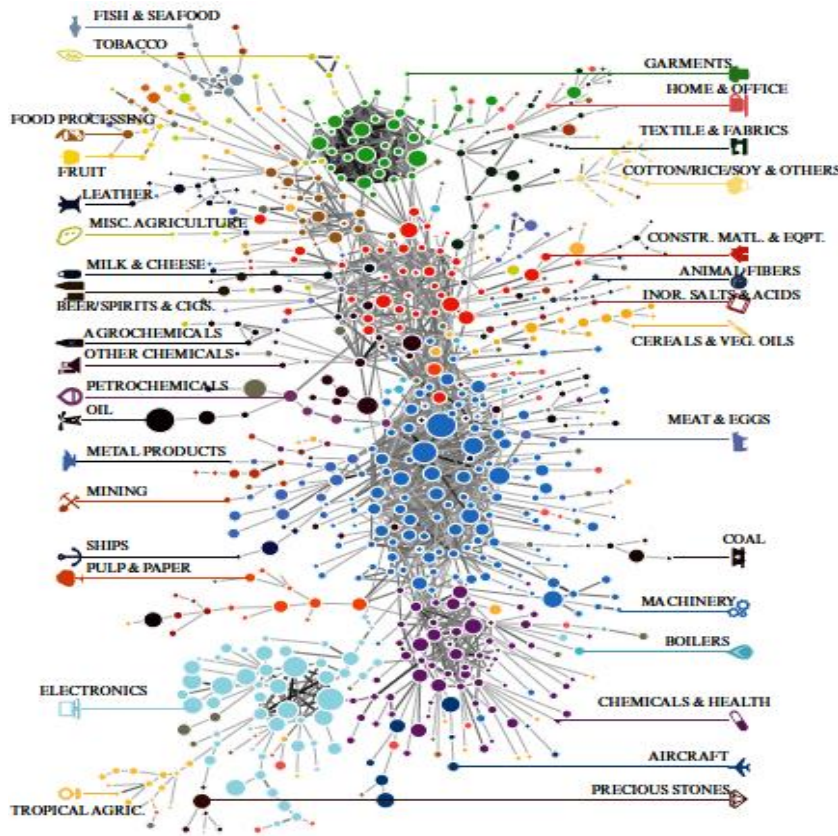 FISH & SEAFOOD
TOBACCO
FOOD PROCESSING
FRUIT
LEATHER
MISC. AGRICULTURE
MILK & CHEESE
BEER/SPIRITS & CIGS.
AGROCHEMICALS
OTHER CHEMICALS
PETROCHEMICALS
OIL
METAL PRODUCTS
MINING
SHIPS
PULP & PAPER
ELECTRONICS
TROPICAL AGRIC.
GARMENTS
HOME & OFFICE
TEXTILE & FABRICS
COTTON/RICE/SOY & OTHERS
CONSTR. MATL. & EQPT.
ANIMAL FIBERS
INOR. SALTS & ACIDS
CEREALS & VEG. OILS
MEAT & EGGS
COAL
MACHINERY
BOILERS
CHEMICALS & HEALTH
AIRCRAFT
PRECIOUS STONES